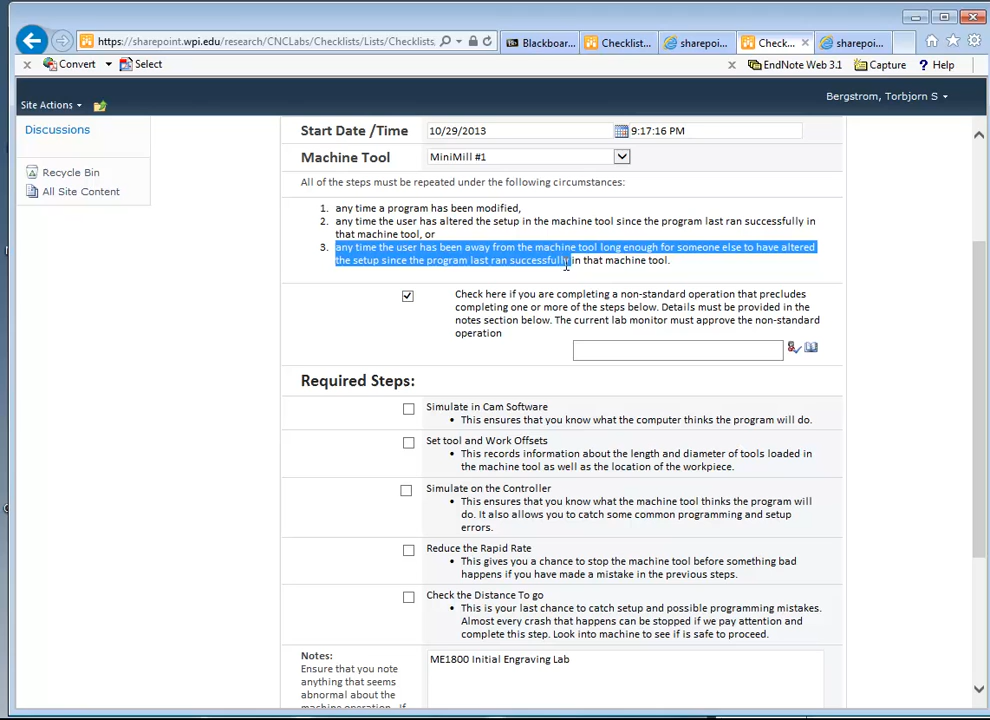 https://sharepoint.wpi.edu/research/CNCLabs/Checklists/Lists/Checklists,
Blackboar...
Checklist...
sharepoi...
Check...
sharepoi...
Convert
Select
EndNote Web 3.1
Capture
Help
Site Actions
Bergstrom, Torbjorn S
Discussions
Recycle Bin
All Site Content
Start Date /Time
10/29/2013
9:17:16 PM
Machine Tool
MiniMill #1
All of the steps must be repeated under the following circumstances:
1. any time a program has been modified,
2. any time the user has altered the setup in the machine tool since the program last ran successfully in
that machine tool, or
3. any time the user has been away from the machine tool long enough for someone else to have altered
the setup since the program last ran successfully in that machine tool.
Check here if you are completing a non-standard operation that precludes
completing one or more of the steps below. Details must be provided in the
notes section below. The current lab monitor must approve the non-standard
operation
Required Steps:
Simulate in Cam Software
• This ensures that you know what the computer thinks the program will do.
Set tool and Work Offsets
• This records information about the length and diameter of tools loaded in
the machine tool as well as the location of the workpiece.
Simulate on the Controller
• This ensures that you know what the machine tool thinks the program will
do. It also allows you to catch some common programming and setup
errors.
Reduce the Rapid Rate
• This gives you a chance to stop the machine tool before something bad
happens if you have made a mistake in the previous steps.
Check the Distance To go
• This is your last chance to catch setup and possible programming mistakes.
Almost every crash that happens can be stopped if we pay attention and
complete this step. Look into machine to see if is safe to proceed.
Notes:
Ensure that you note
anything that seems
abnormal about the
machine operation. If
ME1800 Initial Engraving Lab